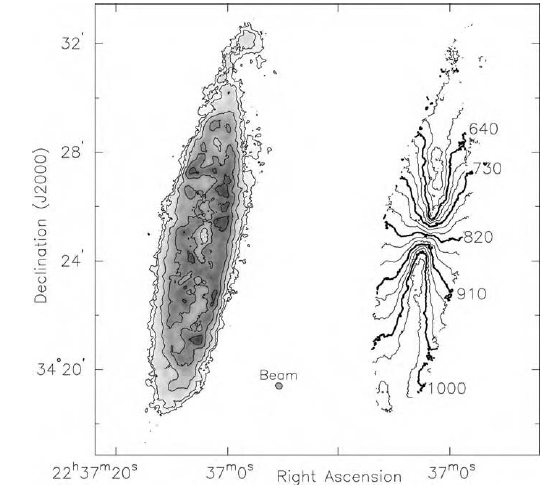 32'
28'
24'
34° 20'
Declination (J2000)
640
730
820
910
1000
Beam
22ʰ37ᵐ20ˢ
37ᵐ0ˢ
Right Ascension
37ᵐ0ˢ